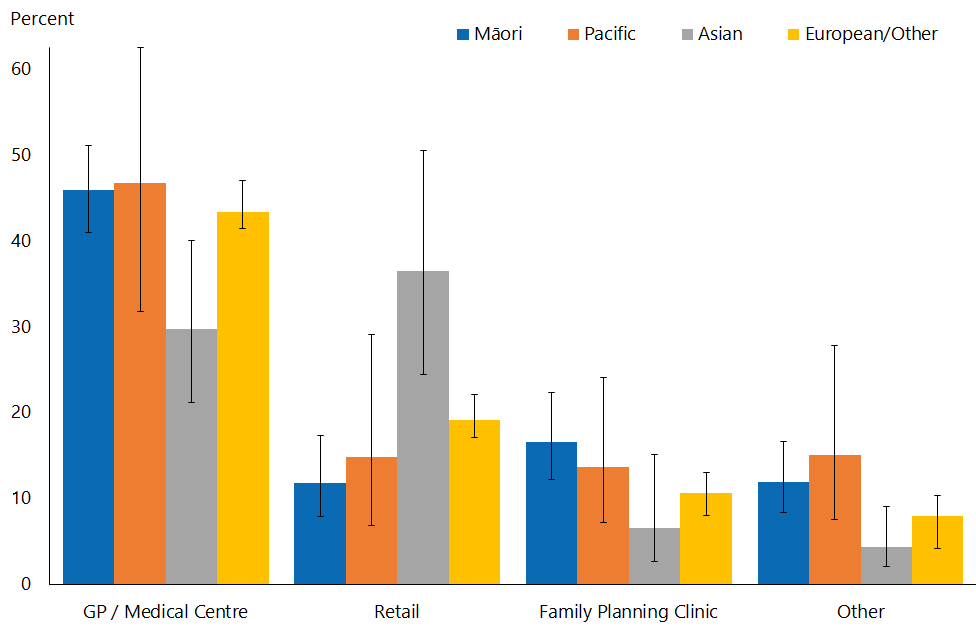 Percent
Māori Pacific Asian European/Other
60
50
40
30
20
10
0
GP / Medical Centre Retail Family Planning Clinic Other